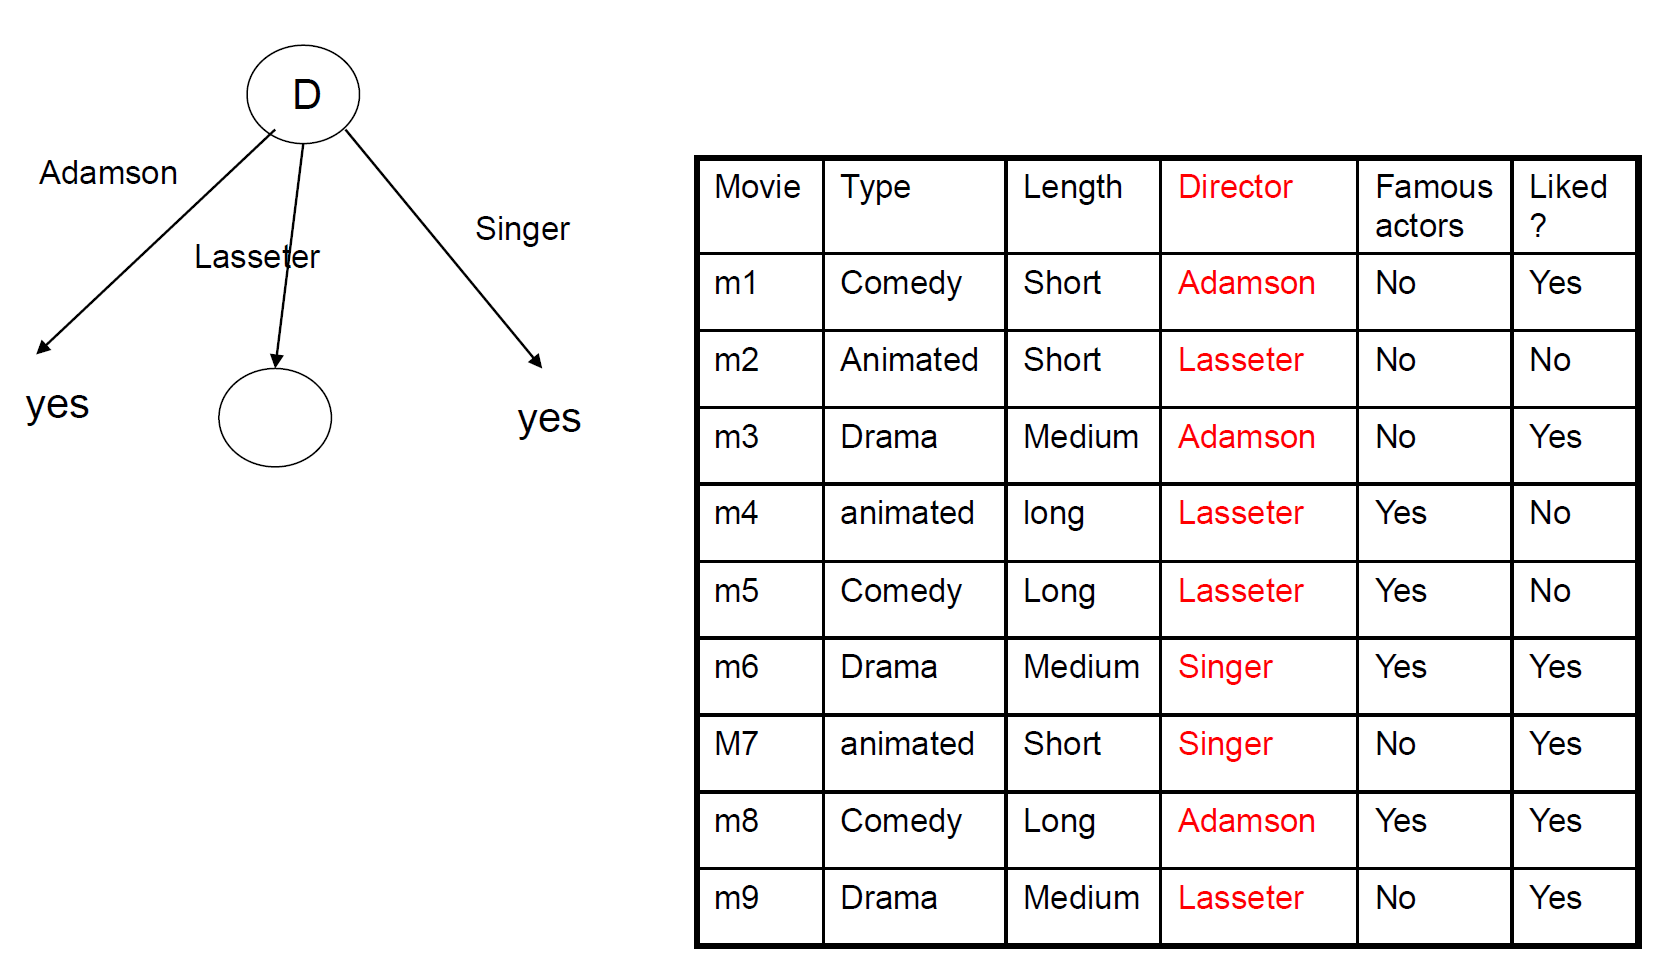 D
Adamson
Lasseter
Singer
yes
yes
Movie Type Length Director Famous actors Liked ?
m1 Comedy Short Adamson No Yes
m2 Animated Short Lasseter No No
m3 Drama Medium Adamson No Yes
m4 animated long Lasseter Yes No
m5 Comedy Long Lasseter Yes No
m6 Drama Medium Singer Yes Yes
M7 animated Short Singer No Yes
m8 Comedy Long Adamson Yes Yes
m9 Drama Medium Lasseter No Yes